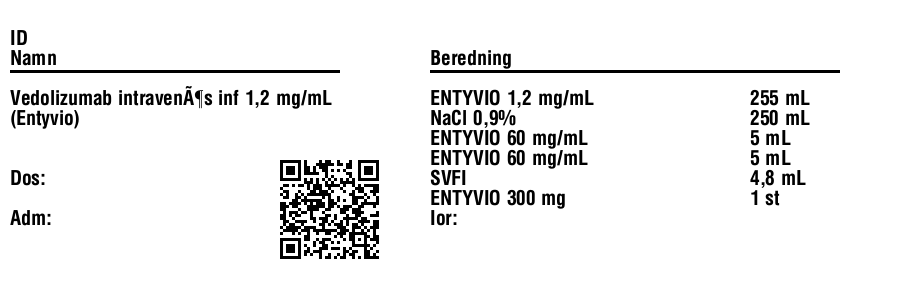 ID
Namn
Vedolizumab intravenÃ¶s inf 1,2 mg/mL
(Entyvio)
Dos:
Adm:
Beredning
ENTYVIO 1,2 mg/mL 255 mL
NaCl 0,9% 250 mL
ENTYVIO 60 mg/mL 5 mL
ENTYVIO 60 mg/mL 5 mL
SVFI 4,8 mL
ENTYVIO 300 mg 1 st
Ior: